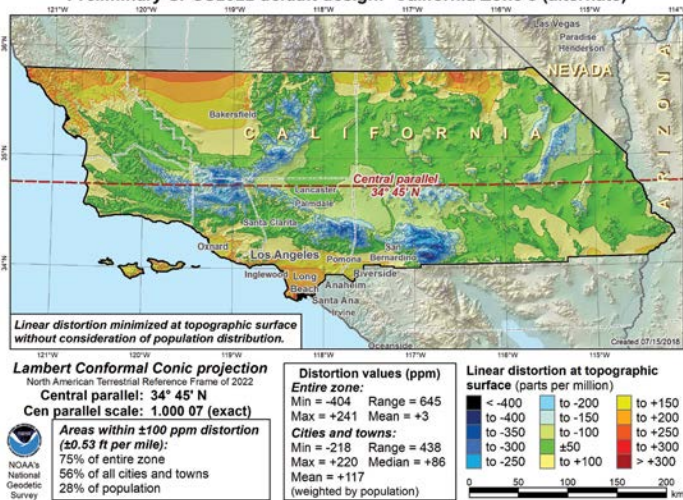 Preliminary default design: California Zone (alternate)
121°W 120°W 119°W 118°W 117°W 116°W 115°W
Las Vegas
Paradise
Henderson
36°N
NEVADA
ARIZONA
Bakersfield
CALIFORNIA
35°N
Central parallel
34° 45' N
Lancaster
Palmdale
Santa Clarita
Oxnard
Los Angeles
Pomona
San
Bernardino
34°N
Inglewood
Long
Beach
Riverside
Anaheim
Santa Ana
Irvine
Oceanside
Linear distortion minimized at topographic surface
without consideration of population distribution.
Created 07/15/2018
121°W 120°W 119°W 118°W 117°W 116°W 115°W
Lambert Conformal Conic projection
North American Terrestrial Reference Frame of 2022
Central parallel: 34° 45' N
Cen parallel scale: 1.000 07 (exact)
NOAA's
National
Geodetic
Survey
Areas within ±100 ppm distortion
(±0.53 ft per mile):
75% of entire zone
56% of all cities and towns
28% of population
Distortion values (ppm)
Entire zone:
Min = -404 Range = 645
Max = +241 Mean = +3
Cities and towns:
Min = -218 Range = 438
Max = +220 Median = +86
Mean = +117
(weighted by population)
Linear distortion at topographic
surface (parts per million)
< -400 to -200 to +150
to -400 to -150 to +200
to -350 to -100 to +250
to -300 ±50 to +300
to -250 to +100 > +300
0 50 100 150 200
km